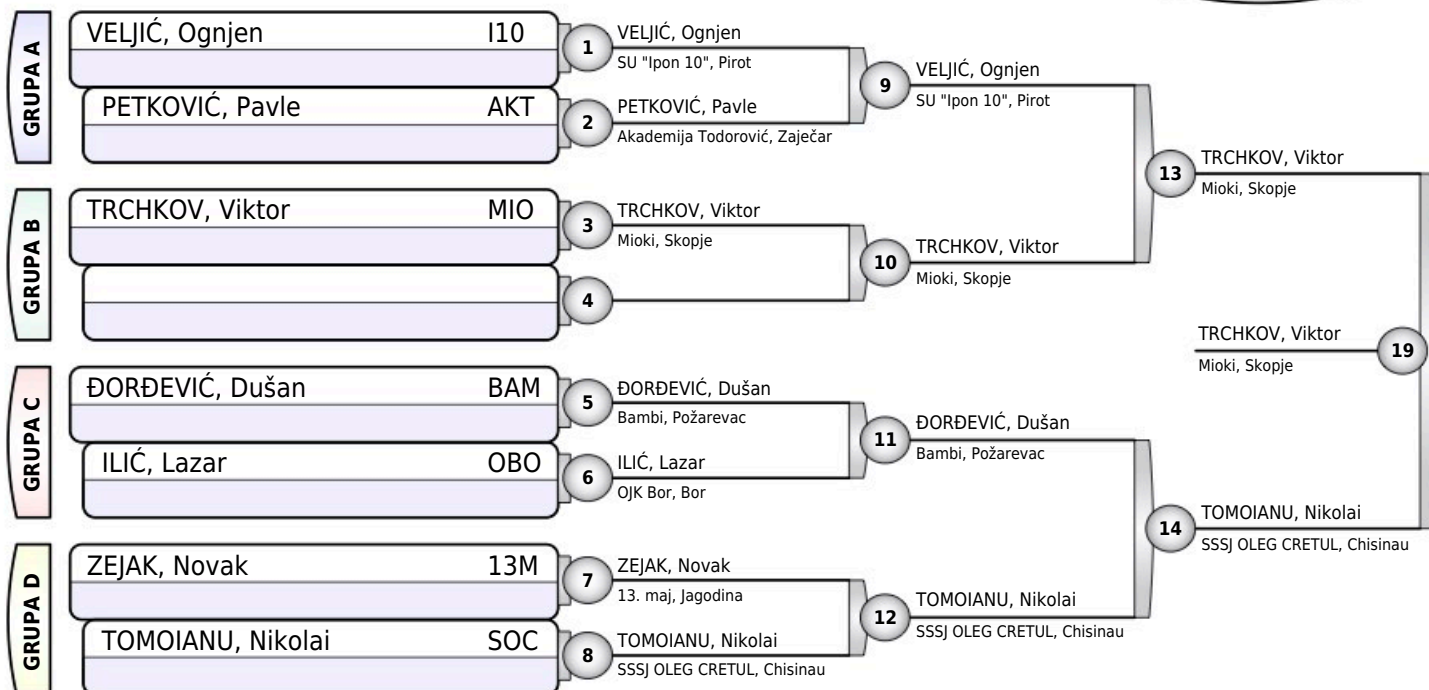 GRUPA A
VELJIĆ, Ognjen I10
PETKOVIĆ, Pavle AKT
1
VELJIĆ, Ognjen
SU "Ipon 10", Pirot
2
PETKOVIĆ, Pavle
Akademija Todorović, Zaječar
9
VELJIĆ, Ognjen
SU "Ipon 10", Pirot
GRUPA B
TRCHKOV, Viktor MIO
3
TRCHKOV, Viktor
Mioki, Skopje
4
10
TRCHKOV, Viktor
Mioki, Skopje
13
TRCHKOV, Viktor
Mioki, Skopje
GRUPA C
ĐORĐEVIĆ, Dušan BAM
ILIĆ, Lazar OBO
5
ĐORĐEVIĆ, Dušan
Bambi, Požarevac
6
ILIĆ, Lazar
OJK Bor, Bor
11
ĐORĐEVIĆ, Dušan
Bambi, Požarevac
GRUPA D
ZEJAK, Novak 13M
TOMOIANU, Nikolai SOC
7
ZEJAK, Novak
13. maj, Jagodina
8
TOMOIANU, Nikolai
SSSJ OLEG CRETUL, Chisinau
12
TOMOIANU, Nikolai
SSSJ OLEG CRETUL, Chisinau
14
TOMOIANU, Nikolai
SSSJ OLEG CRETUL, Chisinau
TRCHKOV, Viktor
Mioki, Skopje
19